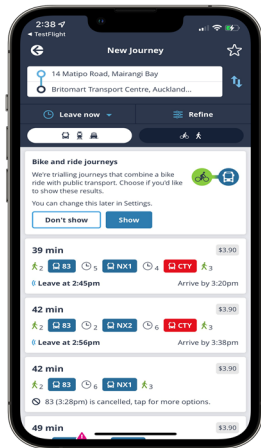 2:38
TestFlight
New Journey
14 Matipo Road, Mairangi Bay
Britomart Transport Centre, Auckland...
Leave now
Refine
Bike and ride journeys
We're trialling journeys that combine a bike
ride with public transport. Choose if you'd like
to show these results.
You can change this later in Settings.
Don't show
Show
39 min
$3.90
2 83 5 NX1 4 CTY 3
Leave at 2:45pm
Arrive by 3:20pm
42 min
$3.90
2 83 2 NX2 6 CTY 3
Leave at 2:56pm
Arrive by 3:38pm
42 min
$3.90
2 83 6 NX1 3
83 (3:28pm) is cancelled, tap for more options.
49 min
$3.90